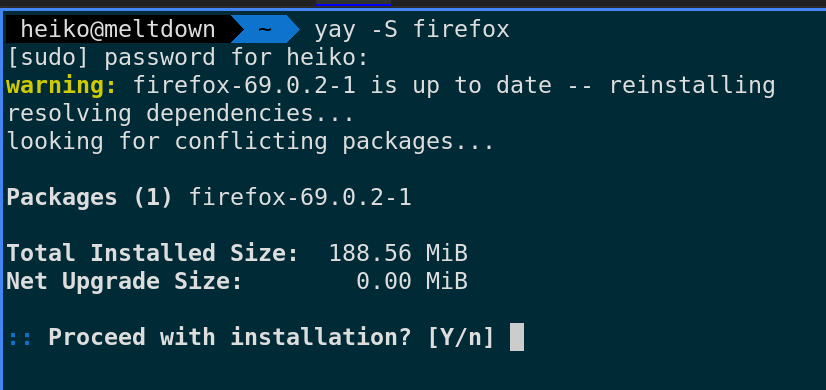 heiko@meltdown ~ yay -S firefox
[sudo] password for heiko:
warning: firefox-69.0.2-1 is up to date -- reinstalling
resolving dependencies...
looking for conflicting packages...
Packages (1) firefox-69.0.2-1
Total Installed Size:  188.56 MiB
Net Upgrade Size:        0.00 MiB
:: Proceed with installation? [Y/n]